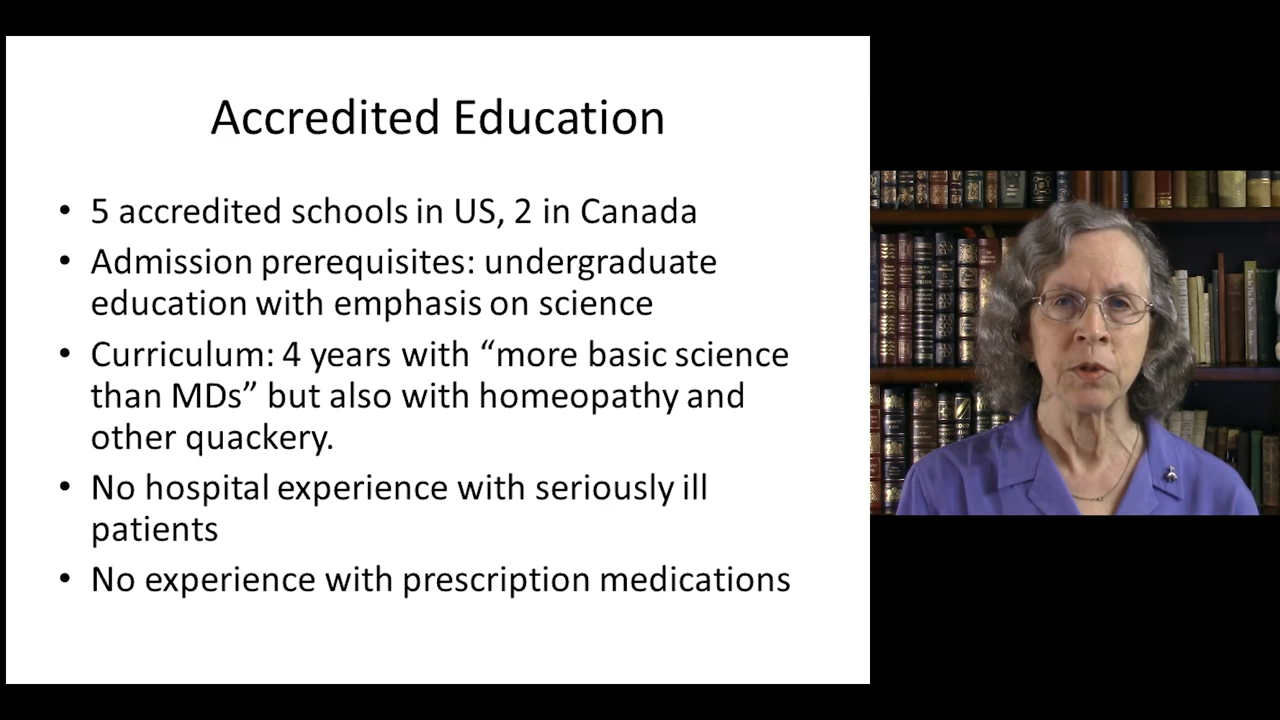 Accredited Education
• 5 accredited schools in US, 2 in Canada
• Admission prerequisites: undergraduate
education with emphasis on science
• Curriculum: 4 years with “more basic science
than MDs” but also with homeopathy and
other quackery.
• No hospital experience with seriously ill
patients
• No experience with prescription medications